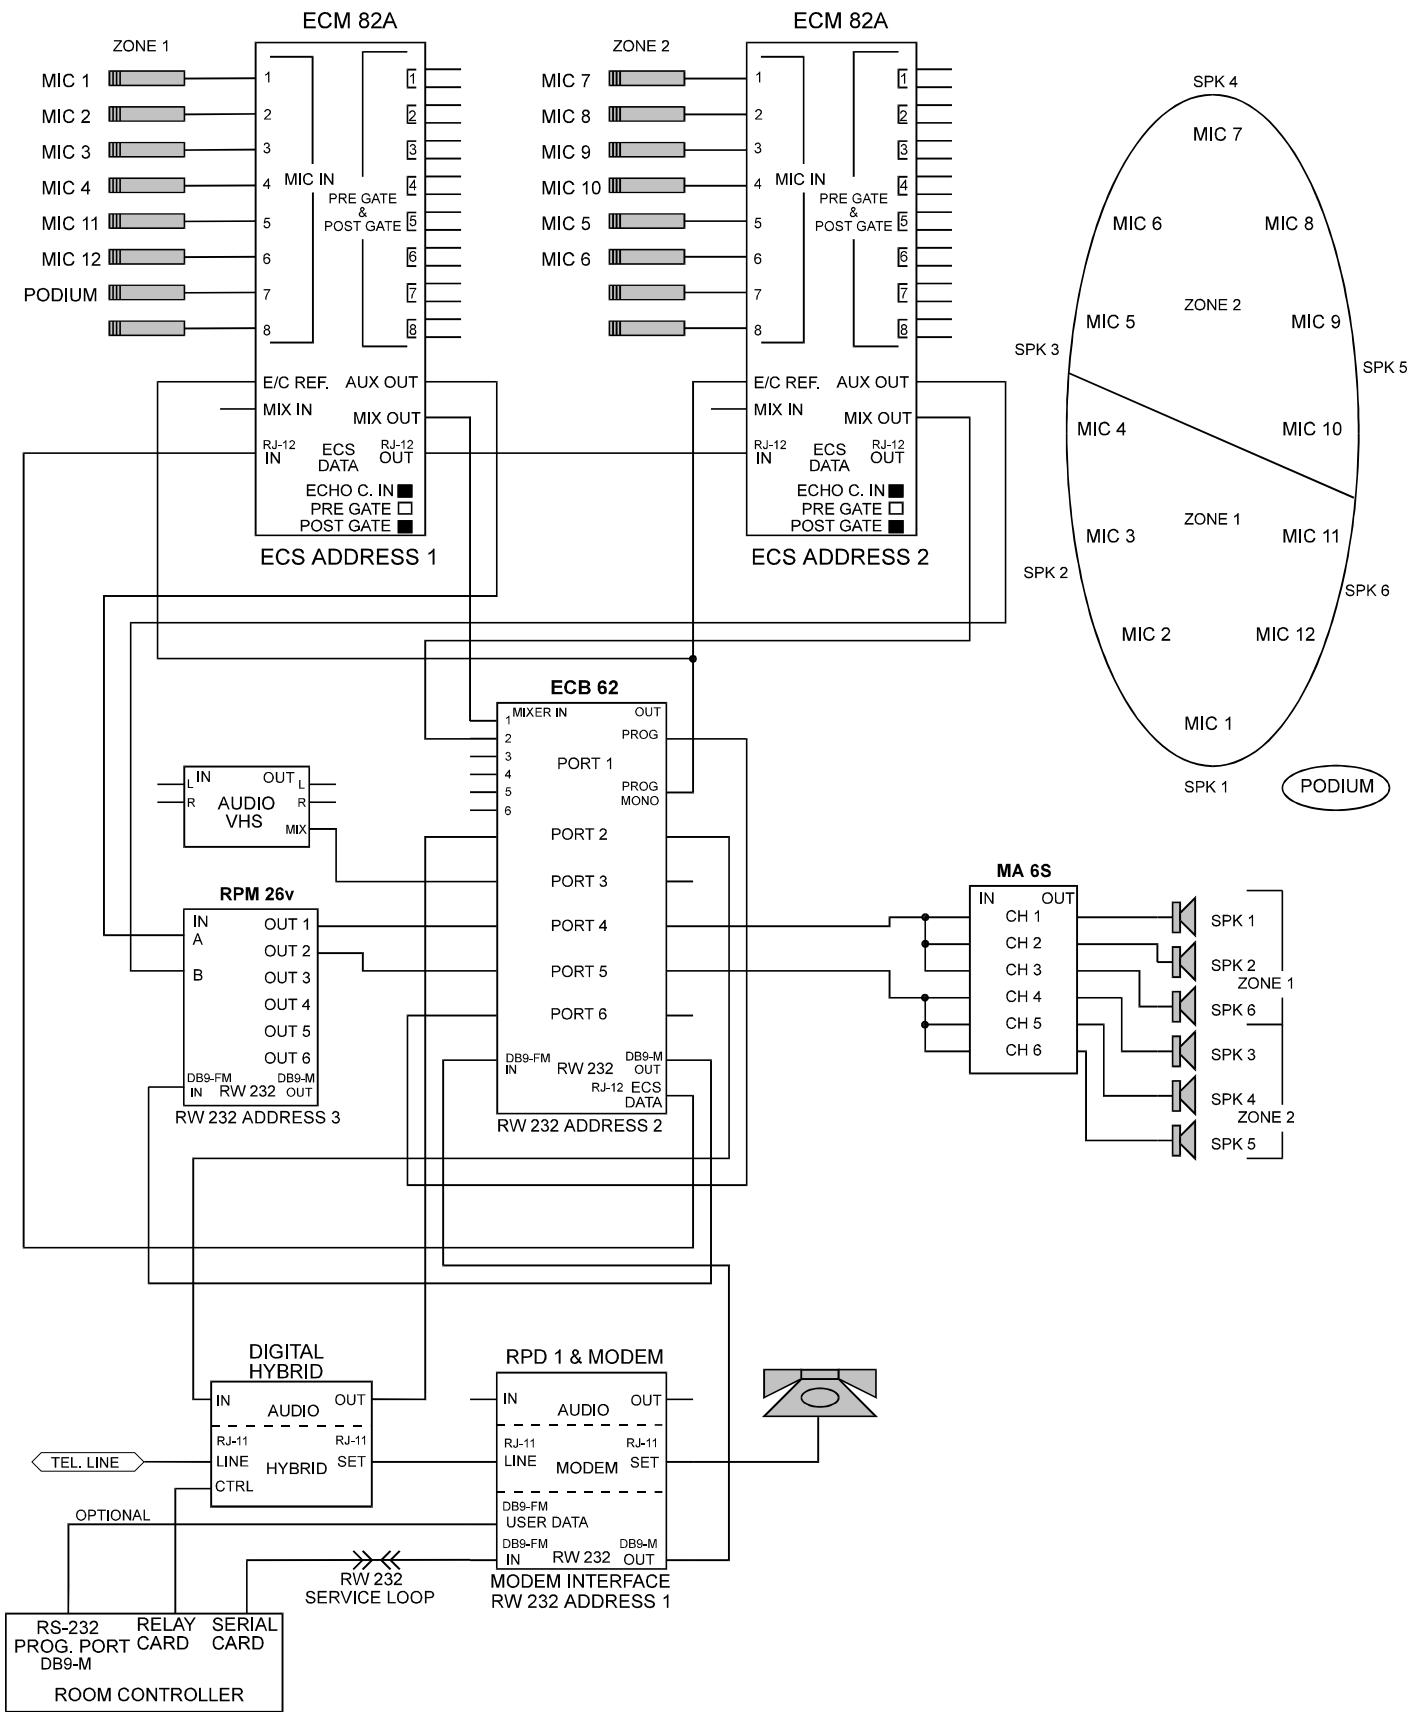 ECM 82A
ZONE 1
MIC 1
MIC 2
MIC 3
MIC 4
MIC 11
MIC 12
PODIUM
1
2
3
4
5
6
7
8
MIC IN
PRE GATE
&
POST GATE
1
2
3
4
5
6
7
8
E/C REF.
AUX OUT
MIX IN
MIX OUT
RJ-12
IN
ECS
DATA
RJ-12
OUT
ECHO C. IN
PRE GATE
POST GATE
ECS ADDRESS 1
ECM 82A
ZONE 2
MIC 7
MIC 8
MIC 9
MIC 10
MIC 5
MIC 6
1
2
3
4
5
6
7
8
MIC IN
PRE GATE
&
POST GATE
1
2
3
4
5
6
7
8
E/C REF.
AUX OUT
MIX IN
MIX OUT
RJ-12
IN
ECS
DATA
RJ-12
OUT
ECHO C. IN
PRE GATE
POST GATE
ECS ADDRESS 2
SPK 4
MIC 7
MIC 6
MIC 8
ZONE 2
MIC 5
MIC 9
SPK 3
SPK 5
MIC 4
MIC 10
ZONE 1
MIC 3
MIC 11
SPK 2
SPK 6
MIC 2
MIC 12
MIC 1
SPK 1
PODIUM
ECB 62
MIXER IN
OUT
1
2
3
4
5
6
PROG
PORT 1
PROG
MONO
PORT 2
PORT 3
PORT 4
PORT 5
PORT 6
DB9-FM
IN
RW 232
DB9-M
OUT
RJ-12 ECS
DATA
RW 232 ADDRESS 2
IN
OUT
L
L
R
AUDIO
R
VHS
MIX
RPM 26v
IN
A
B
OUT 1
OUT 2
OUT 3
OUT 4
OUT 5
OUT 6
DB9-FM
IN
RW 232
DB9-M
OUT
RW 232 ADDRESS 3
MA 6S
IN
OUT
CH 1
CH 2
CH 3
CH 4
CH 5
CH 6
SPK 1
SPK 2
ZONE 1
SPK 6
SPK 3
SPK 4
ZONE 2
SPK 5
DIGITAL
HYBRID
IN
OUT
AUDIO
RJ-11
LINE
HYBRID
RJ-11
SET
CTRL
TEL. LINE
OPTIONAL
RPD 1 & MODEM
IN
OUT
AUDIO
RJ-11
LINE
MODEM
RJ-11
SET
DB9-FM
USER DATA
DB9-FM
IN
RW 232
DB9-M
OUT
MODEM INTERFACE
RW 232 ADDRESS 1
RW 232
SERVICE LOOP
RS-232
PROG. PORT
DB9-M
RELAY
CARD
SERIAL
CARD
ROOM CONTROLLER